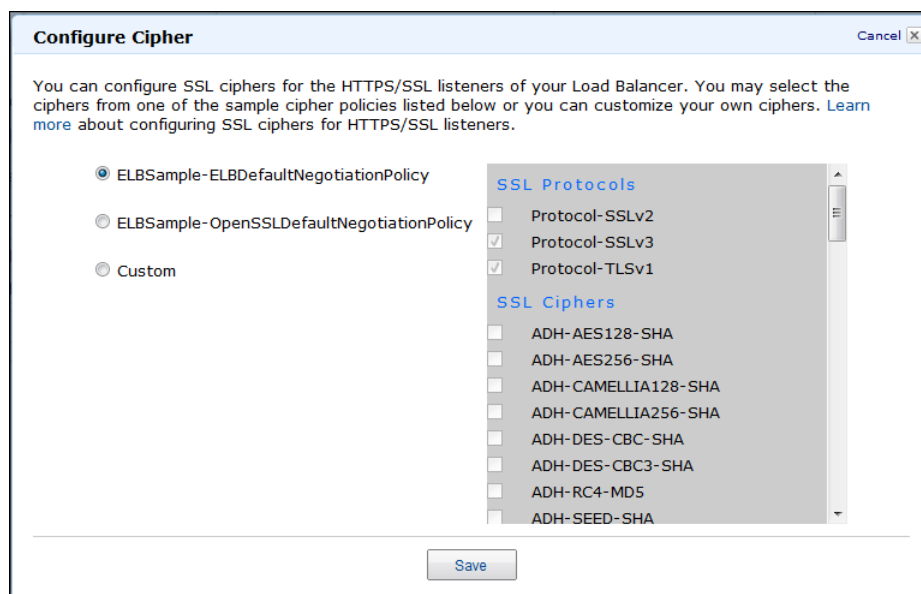 Configure Cipher
Cancel
You can configure SSL ciphers for the HTTPS/SSL listeners of your Load Balancer. You may select the
ciphers from one of the sample cipher policies listed below or you can customize your own ciphers. Learn
more about configuring SSL ciphers for HTTPS/SSL listeners.
ELBSample-ELBDefaultNegotiationPolicy
ELBSample-OpenSSLDefaultNegotiationPolicy
Custom
SSL Protocols
Protocol-SSLv2
Protocol-SSLv3
Protocol-TLSv1
SSL Ciphers
ADH-AES128-SHA
ADH-AES256-SHA
ADH-CAMELLIA128-SHA
ADH-CAMELLIA256-SHA
ADH-DES-CBC-SHA
ADH-DES-CBC3-SHA
ADH-RC4-MD5
ADH-SEED-SHA
Save